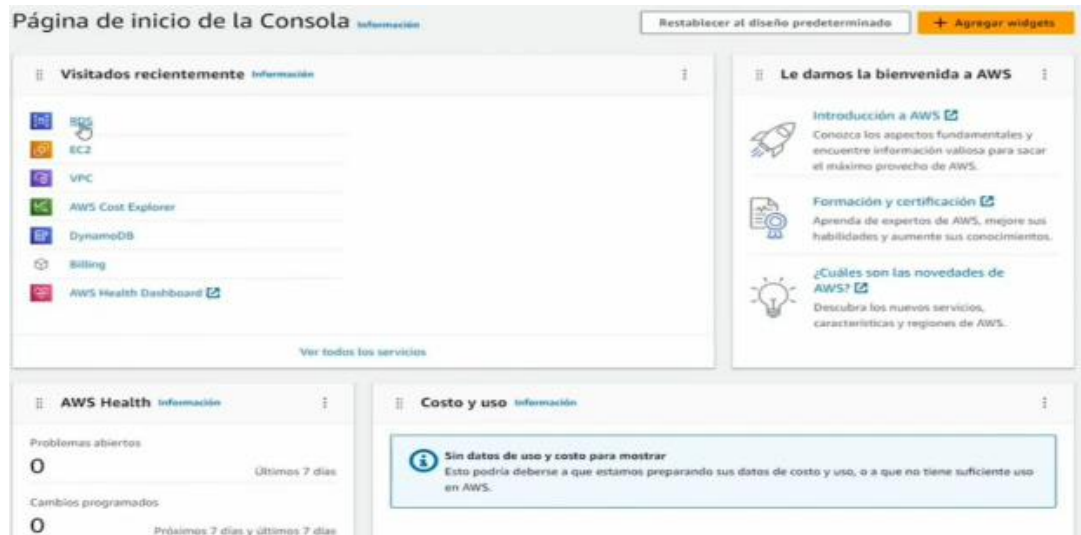 Página de inicio de la Consola Información
Restablecer al diseño predeterminado
+ Agregar widgets
Visitados recientemente Información
RDS
EC2
VPC
AWS Cost Explorer
DynamoDB
Billing
AWS Health Dashboard
Ver todos los servicios
Le damos la bienvenida a AWS
Introducción a AWS
Conozca los aspectos fundamentales y
encuentre información valiosa para sacar
el máximo provecho de AWS.
Formación y certificación
Aprenda de expertos de AWS, mejore sus
habilidades y aumente sus conocimientos.
¿Cuáles son las novedades de
AWS?
Descubra los nuevos servicios,
características y regiones de AWS.
AWS Health Información
Problemas abiertos
0
Últimos 7 días
Cambios programados
0
Próximos 7 días y últimos 7 días
Costo y uso Información
Sin datos de uso y costo para mostrar
Esto podría deberse a que estamos preparando sus datos de costo y uso, o a que no tiene suficiente uso
en AWS.